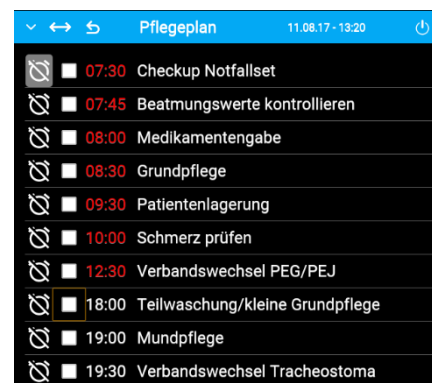 Pflegeplan 11.08.17 - 13:20
07:30 Checkup Notfallset
07:45 Beatmungswerte kontrollieren
08:00 Medikamentengabe
08:30 Grundpflege
09:30 Patientenlagerung
10:00 Schmerz prüfen
12:30 Verbandswechsel PEG/PEJ
18:00 Teilwaschung/kleine Grundpflege
19:00 Mundpflege
19:30 Verbandswechsel Tracheostoma